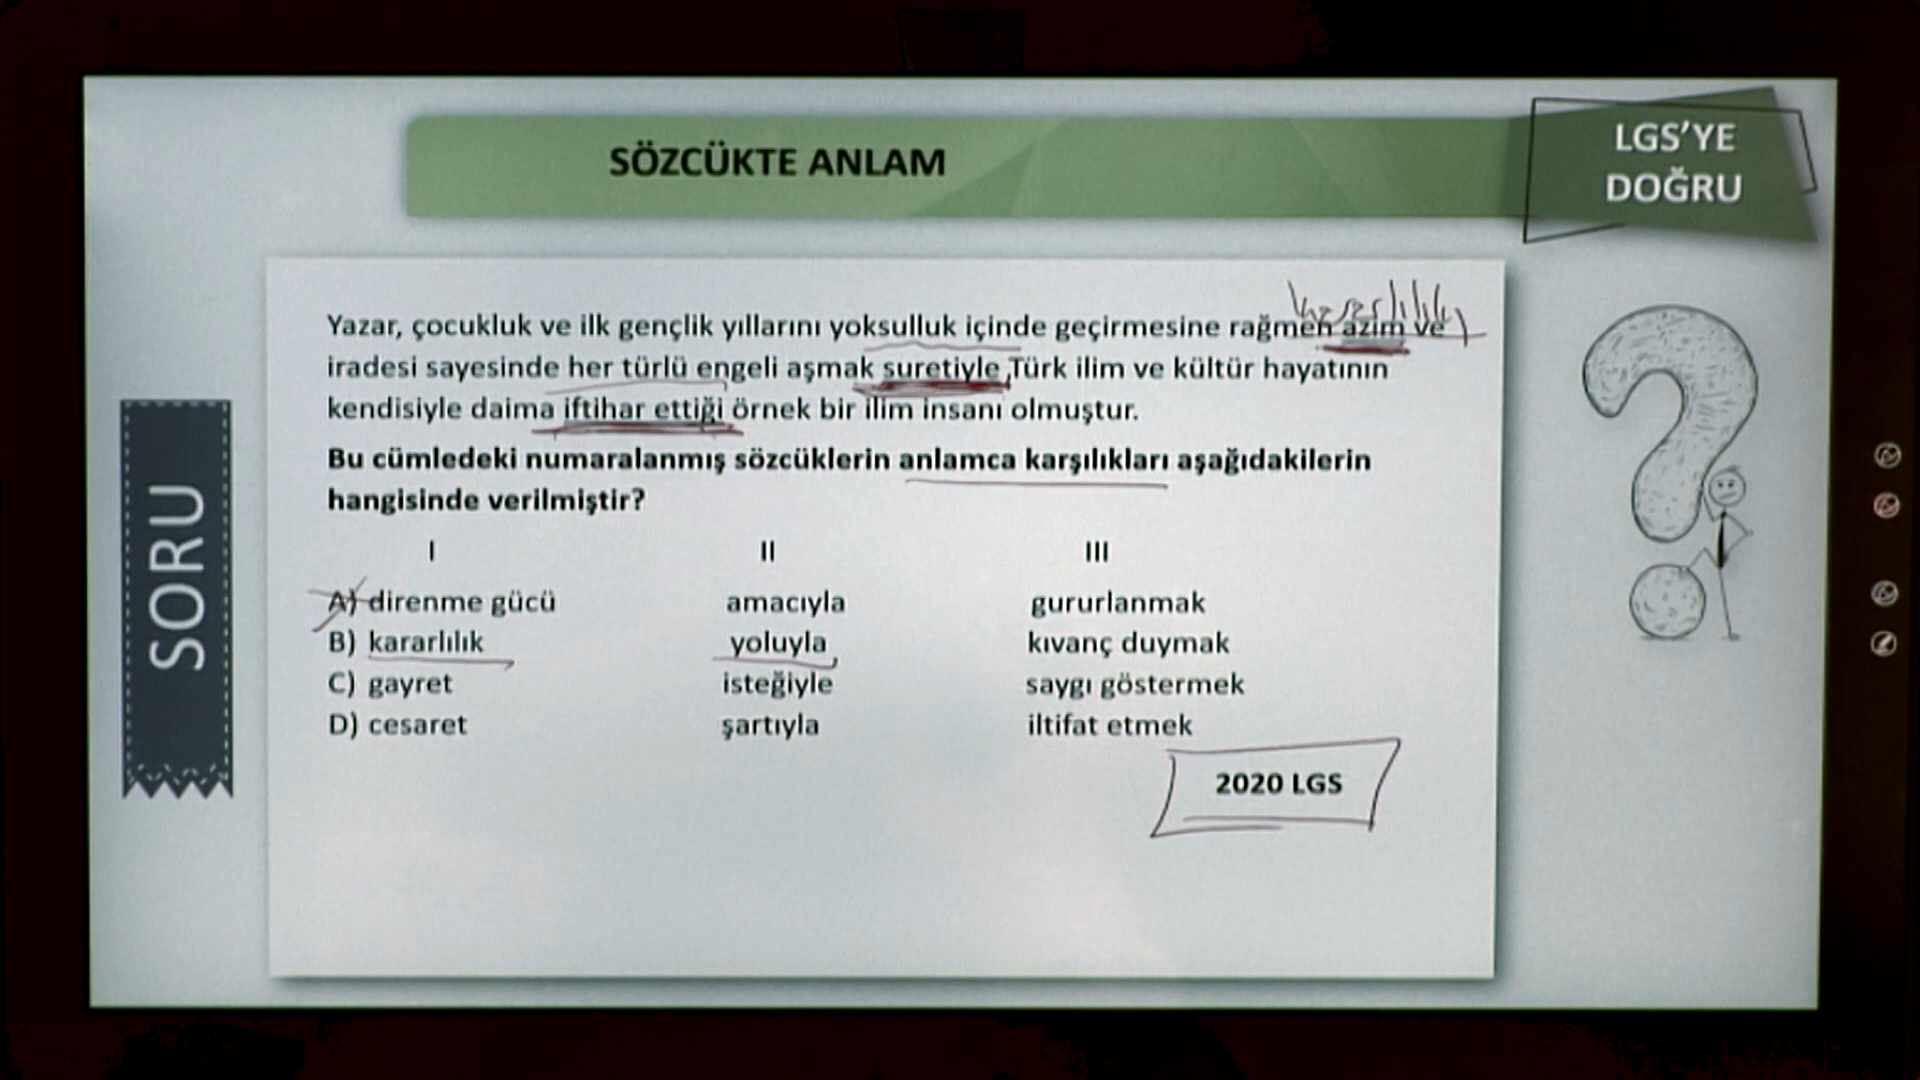 SÖZCÜKTE ANLAM
LGS'YE
DOĞRU
SORU
kararlılık
Yazar, çocukluk ve ilk gençlik yıllarını yoksulluk içinde geçirmesine rağmen azim ve
iradesi sayesinde her türlü engeli aşmak suretiyle Türk ilim ve kültür hayatının
kendisiyle daima iftihar ettiği örnek bir ilim insanı olmuştur.
Bu cümledeki numaralanmış sözcüklerin anlamca karşılıkları aşağıdakilerin
hangisinde verilmiştir?
I II III
A) direnme gücü amacıyla gururlanmak
B) kararlılık yoluyla kıvanç duymak
C) gayret isteğiyle saygı göstermek
D) cesaret şartıyla iltifat etmek
2020 LGS